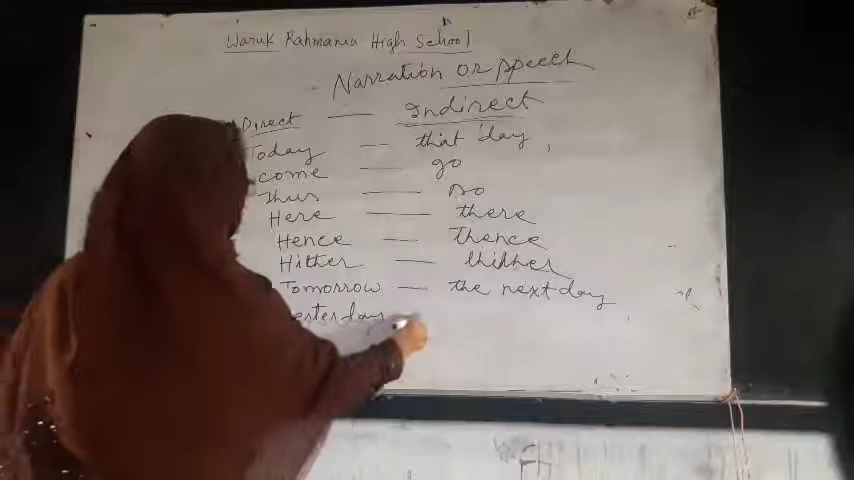 Waruk Rahmania High School
Narration or speech
Direct — Indirect
Today -- that day,
come — go
Thus — so
Here — there
Hence — thence
Hither — thither
Tomorrow — the next day
esterday